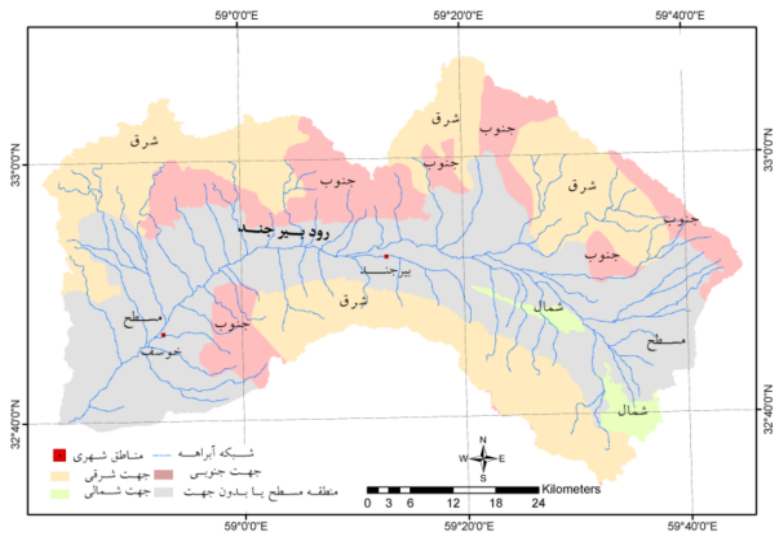 59°0'0"E 59°20'0"E 59°40'0"E
33°0'0"N
33°0'0"N
32°40'0"N
32°40'0"N
شرق
شرق
جنوب
جنوب
جنوب
شرق
جنوب
رود بیرجند
جنوب
بیرجند
شرق
شمال
مسطح
جنوب
خوسف
مسطح
شمال
شبکه آبراهه
مناطق شهری
جهت جنوبی
جهت شرقی
منطقه مسطح یا بدون جهت
جهت شمالی
N
W E
S
Kilometers
0 3 6 12 18 24
59°0'0"E 59°20'0"E 59°40'0"E